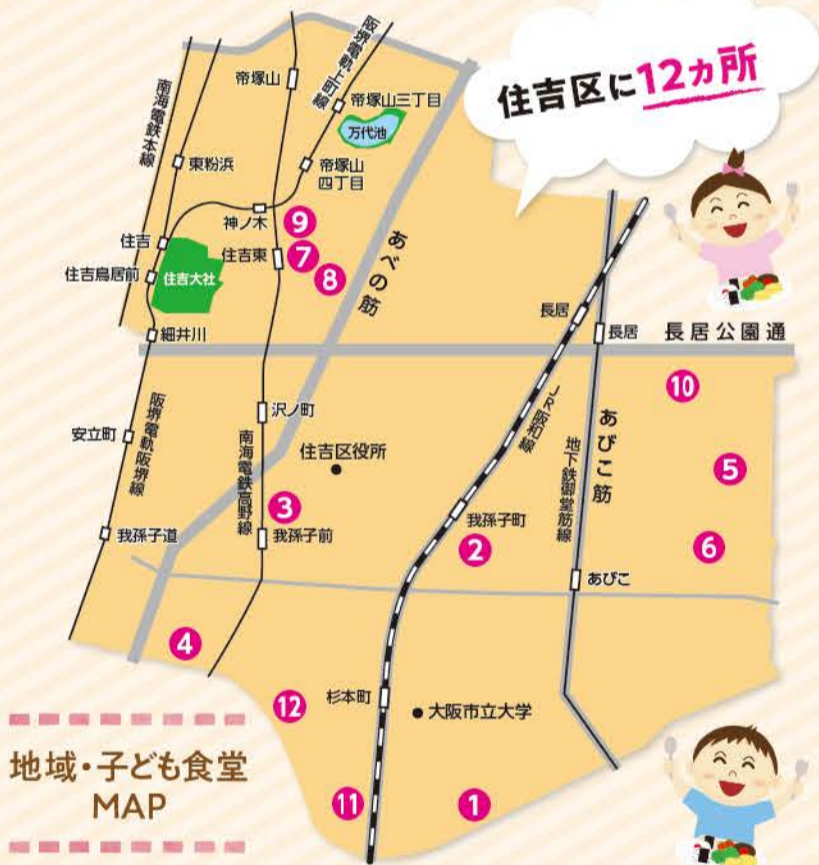 住吉区に12ヵ所
阪堺電軌上町線
帝塚山
帝塚山三丁目
万代池
南海電鉄本線
東粉浜
帝塚山
四丁目
神ノ木
9
住吉
住吉東
7
あべの筋
住吉鳥居前
住吉大社
8
長居
細井川
長居
長居公園通
10
JR阪和線
沢ノ町
あびこ筋
阪堺電軌阪堺線
安立町
南海電鉄高野線
住吉区役所
地下鉄御堂筋線
5
3
我孫子町
我孫子道
我孫子前
2
6
あびこ
4
杉本町
12
大阪市立大学
地域・子ども食堂
MAP
11
1